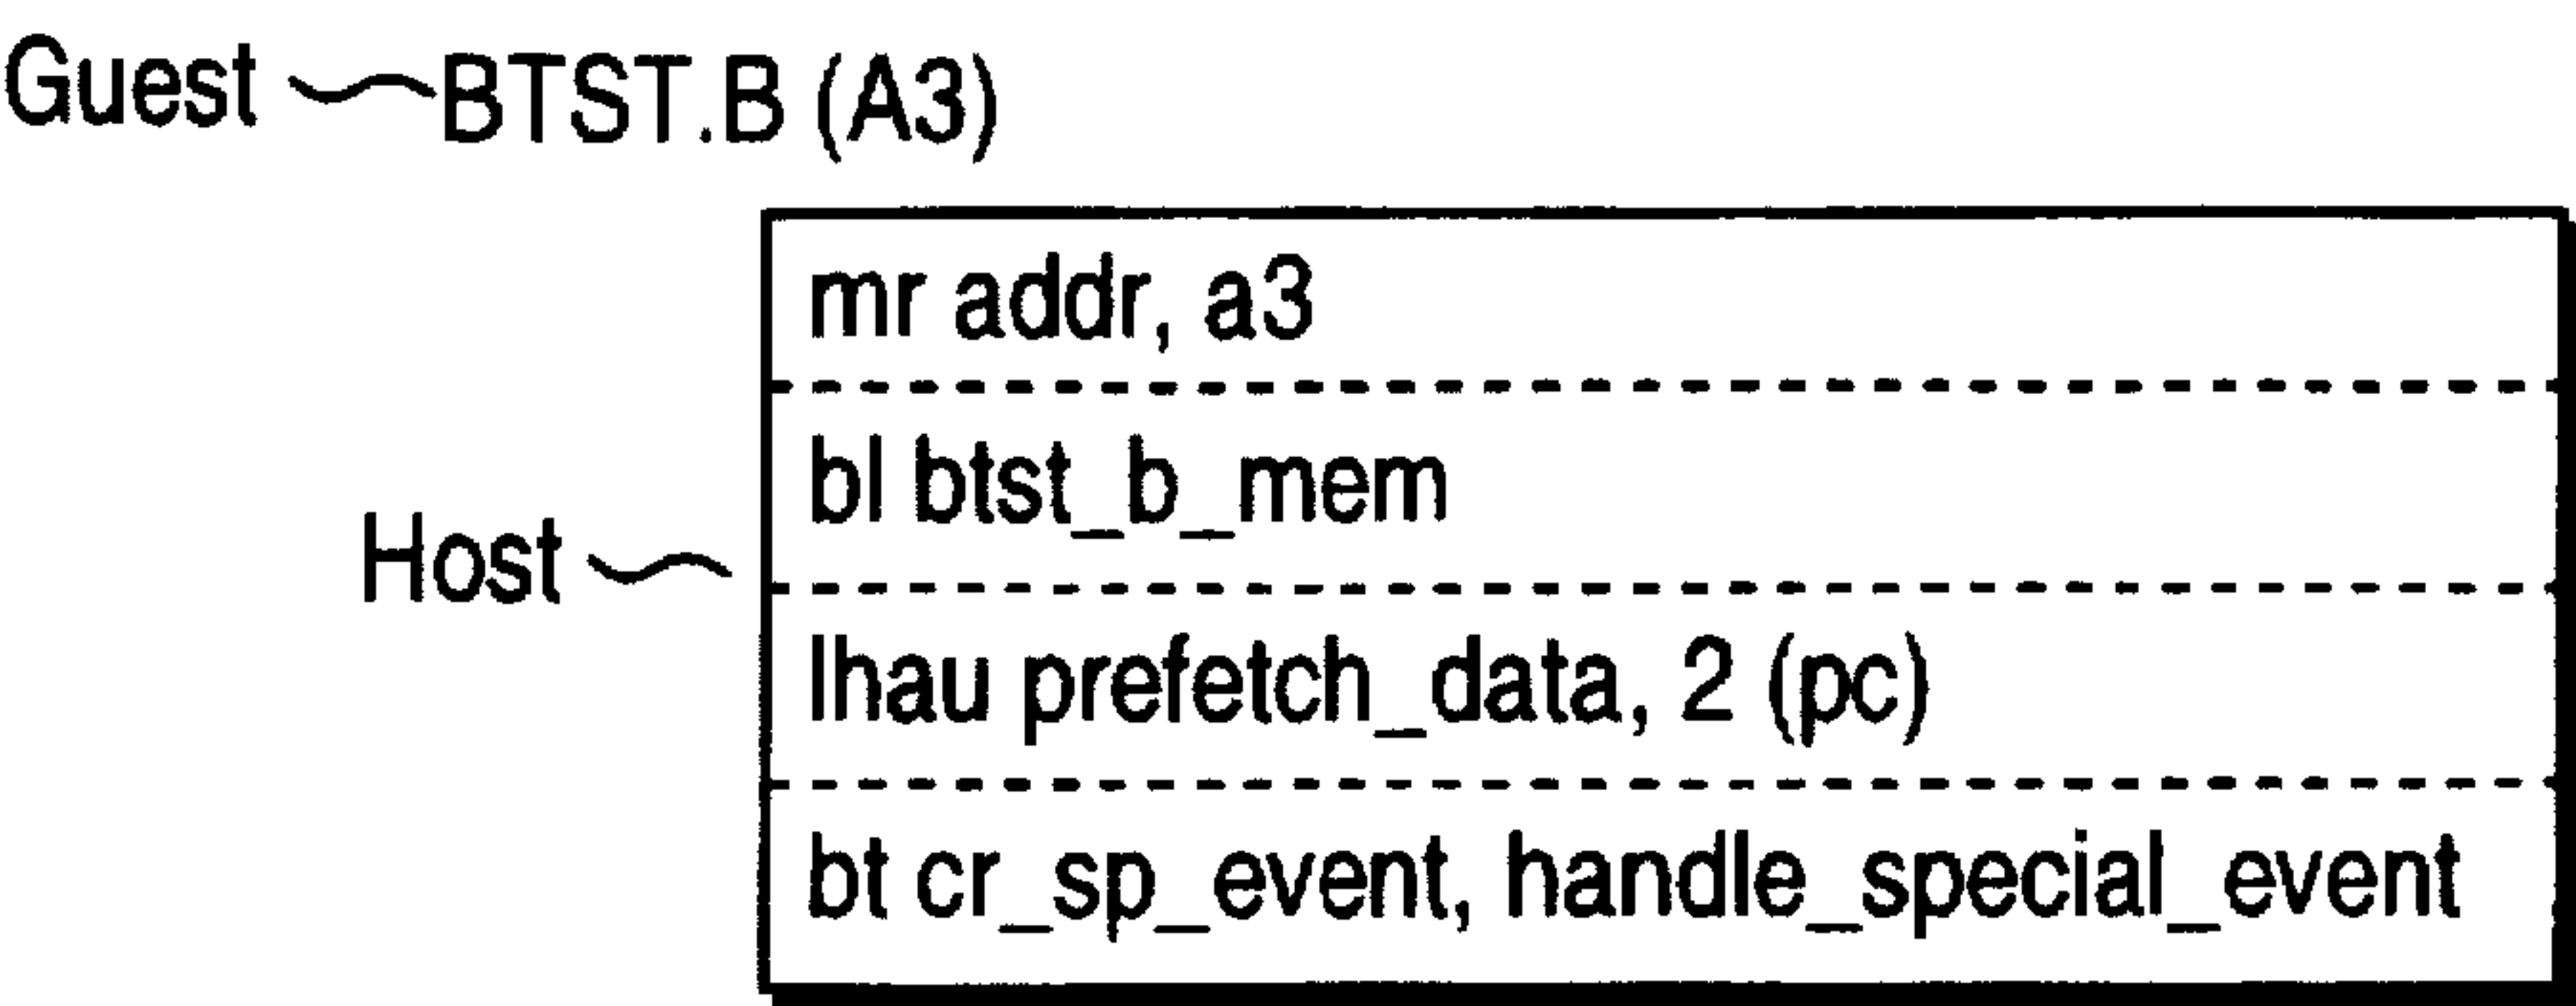 Guest
BTST.B (A3)
mr addr, a3
bl btst_b_mem
Host
lhau prefetch_data, 2 (pc)
bt cr_sp_event, handle_special_event